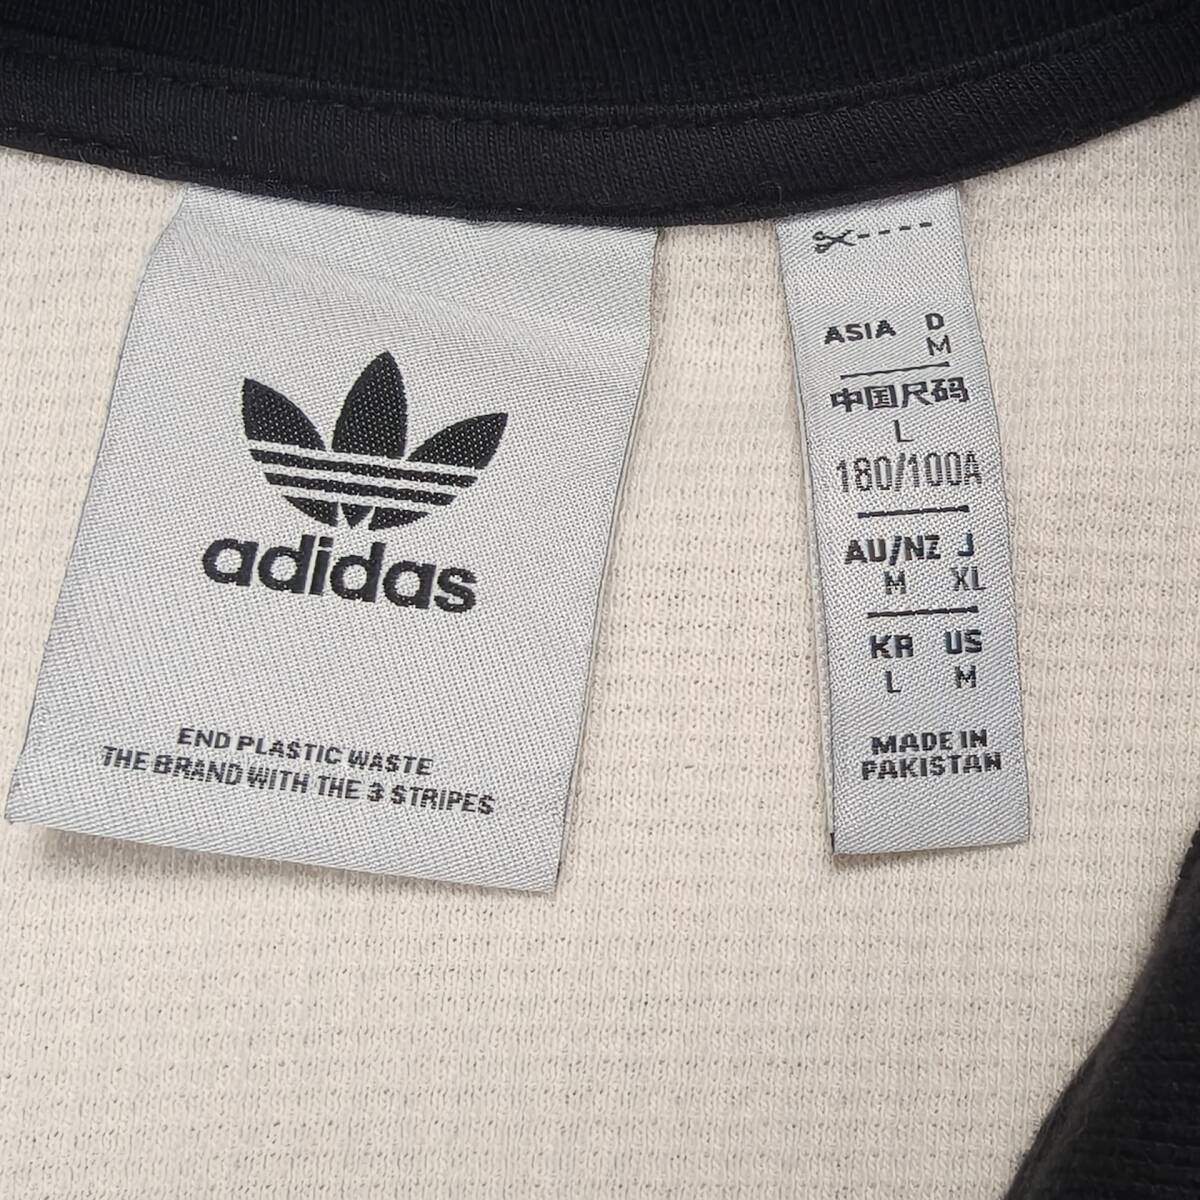 adidas
END PLASTIC WASTE
THE BRAND WITH THE 3 STRIPES
ASIA D
M
中国尺码
L
180/100A
AU/NZ J
M XL
KR US
L M
MADE IN
PAKISTAN